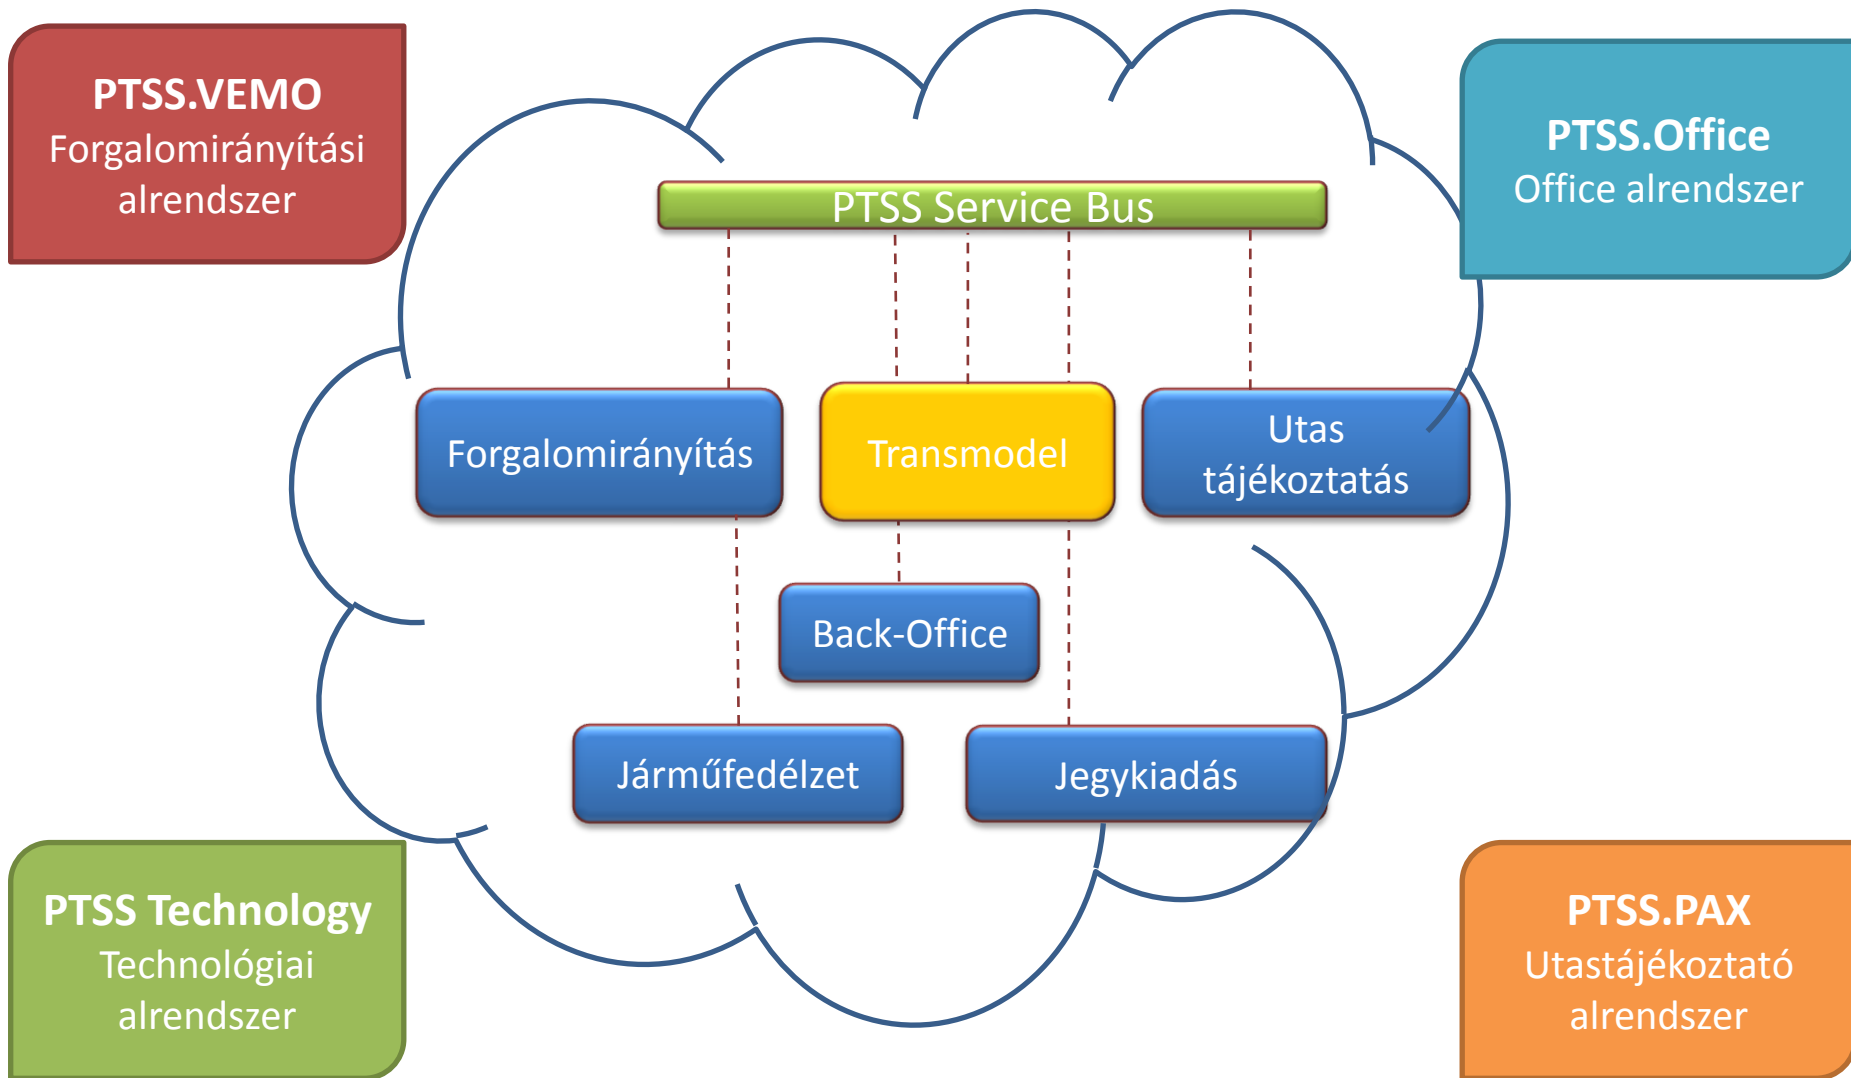 PTSS.VEMO
Forgalomirányítási
alrendszer
PTSS.Office
Office alrendszer
PTSS Service Bus
Forgalomirányítás
Transmodel
Utas
tájékoztatás
Back-Office
Járműfedélzet
Jegykiadás
PTSS Technology
Technológiai
alrendszer
PTSS.PAX
Utastájékoztató
alrendszer